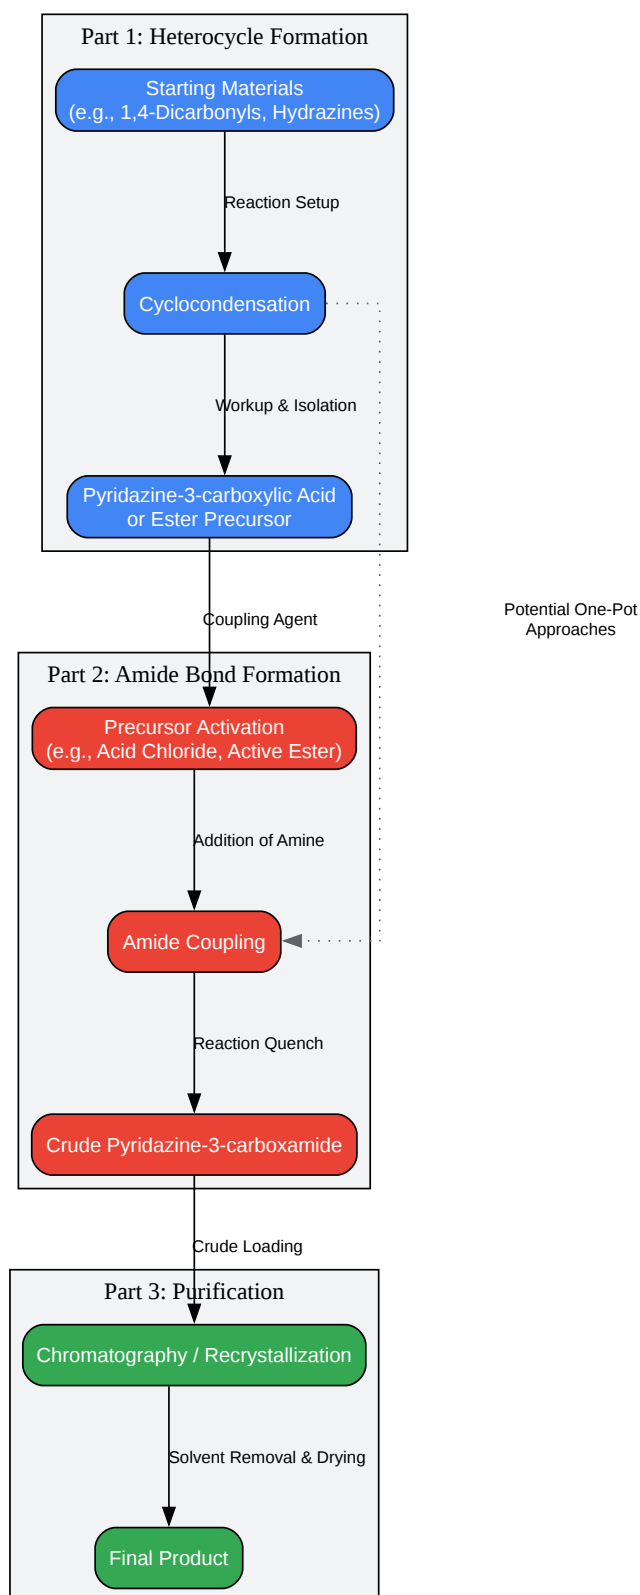 Part 1: Heterocycle Formation
Starting Materials
(e.g., 1,4-Dicarbonyls, Hydrazines)
Reaction Setup
Cyclocondensation
Workup & Isolation
Pyridazine-3-carboxylic Acid
or Ester Precursor
Potential One-Pot
Approaches
Coupling Agent
Part 2: Amide Bond Formation
Precursor Activation
(e.g., Acid Chloride, Active Ester)
Addition of Amine
Amide Coupling
Reaction Quench
Crude Pyridazine-3-carboxamide
Crude Loading
Part 3: Purification
Chromatography / Recrystallization
Solvent Removal & Drying
Final Product